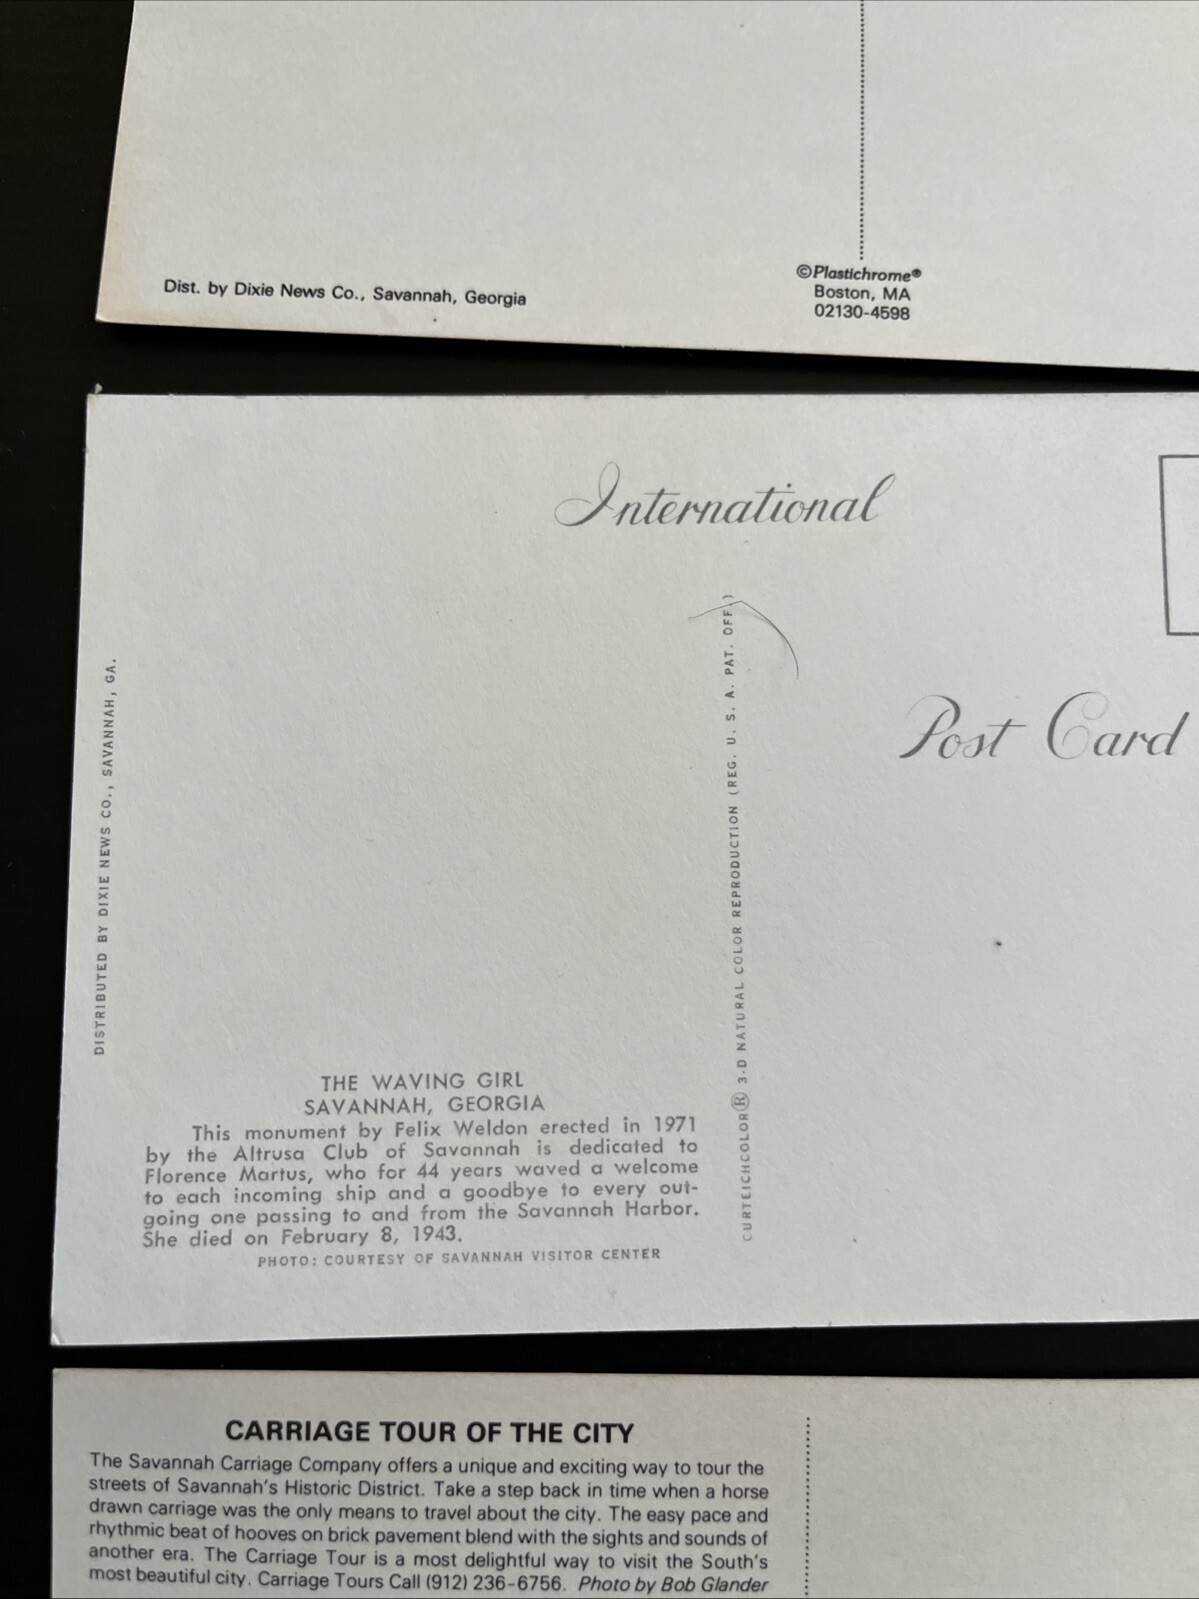 Dist. by Dixie News Co., Savannah, Georgia
©Plastichrome®
Boston, MA
02130-4598
International
Post Card
DISTRIBUTED BY DIXIE NEWS CO., SAVANNAH, GA.
CURTEICHCOLOR® 3-D NATURAL COLOR REPRODUCTION (REG. U. S. A. PAT. OFF.)
THE WAVING GIRL
SAVANNAH, GEORGIA
This monument by Felix Weldon erected in 1971
by the Altrusa Club of Savannah is dedicated to
Florence Martus, who for 44 years waved a welcome
to each incoming ship and a goodbye to every out-
going one passing to and from the Savannah Harbor.
She died on February 8, 1943.
PHOTO: COURTESY OF SAVANNAH VISITOR CENTER
CARRIAGE TOUR OF THE CITY
The Savannah Carriage Company offers a unique and exciting way to tour the
streets of Savannah's Historic District. Take a step back in time when a horse
drawn carriage was the only means to travel about the city. The easy pace and
rhythmic beat of hooves on brick pavement blend with the sights and sounds of
another era. The Carriage Tour is a most delightful way to visit the South's
most beautiful city. Carriage Tours Call (912) 236-6756. Photo by Bob Glander